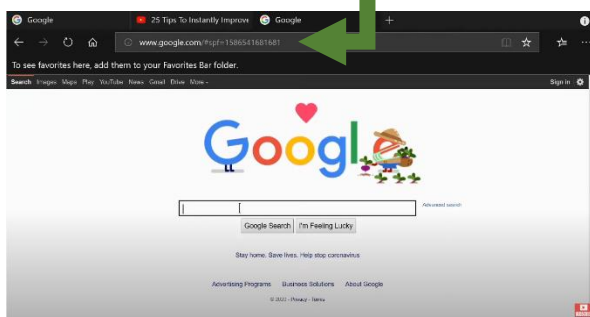 Google
25 Tips To Instantly Improve
Google
www.google.com/#spf=1586541681681
To see favorites here, add them to your Favorites Bar folder.
Search Images Maps Play YouTube News Gmail Drive More
Sign in
Google
Advanced search
Google Search
I'm Feeling Lucky
Stay home. Save lives. Help stop coronavirus
Advertising Programs Business Solutions About Google
Privacy - Terms